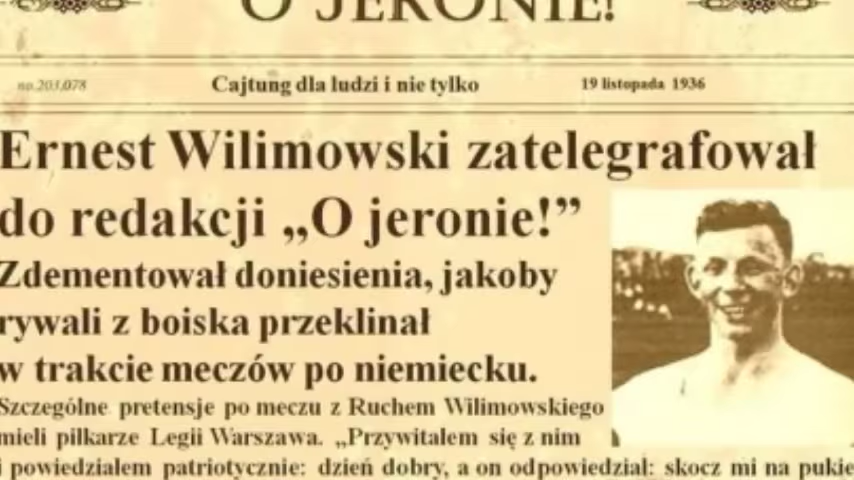 O JERONIE!
no.203,078
Cajtung dla ludzi i nie tylko
19 listopada 1936
Ernest Wilimowski zatelegrafował
do redakcji „O jeronie!”
Zdementował doniesienia, jakoby
rywali z boiska przeklinał
w trakcie meczów po niemiecku.
Szczególne pretensje po meczu z Ruchem Wilimowskiego
mieli piłkarze Legii Warszawa. „Przywitałem się z nim
i powiedziałem patriotycznie: dzień dobry, a on odpowiedział: skocz mi na pukie